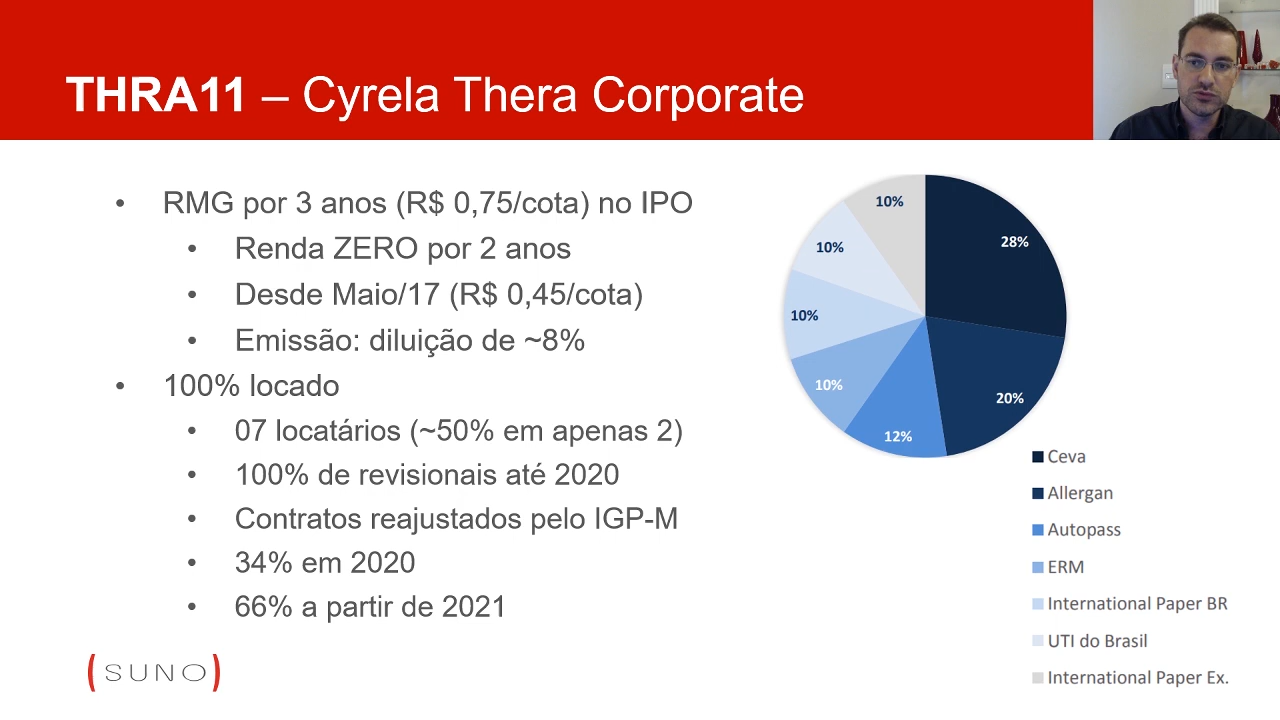 THRA11 – Cyrela Thera Corporate
• RMG por 3 anos (R$ 0,75/cota) no IPO
• Renda ZERO por 2 anos
• Desde Maio/17 (R$ 0,45/cota)
• Emissão: diluição de ~8%
• 100% locado
• 07 locatários (~50% em apenas 2)
• 100% de revisionais até 2020
• Contratos reajustados pelo IGP-M
• 34% em 2020
• 66% a partir de 2021
(SUNO)
28%
20%
12%
10%
10%
10%
10%
Ceva
Allergan
Autopass
ERM
International Paper BR
UTI do Brasil
International Paper Ex.